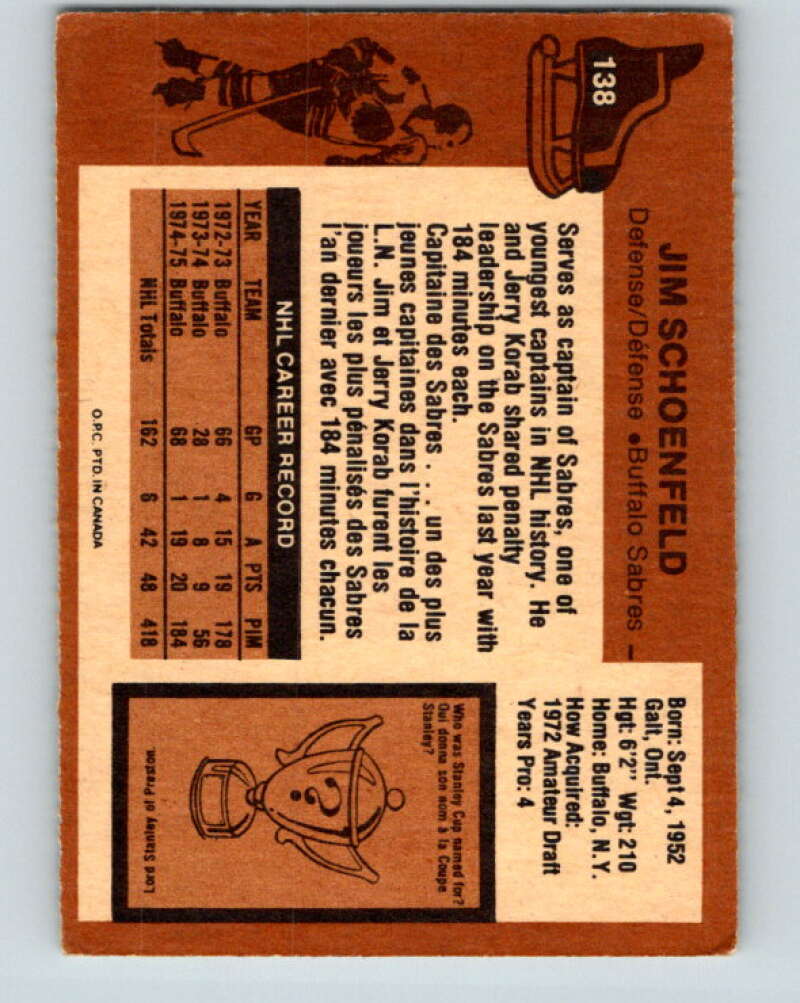 138
JIM SCHOENFELD
Defense/Défense •Buffalo Sabres –
Serves as captain of Sabres, one of
youngest captains in NHL history. He
and Jerry Korab shared penalty
leadership on the Sabres last year with
184 minutes each.
Capitaine des Sabres . . . un des plus
jeunes capitaines dans l'histoire de la
L.N. Jim et Jerry Korab furent les
joueurs les plus pénalisés des Sabres
l'an dernier avec 184 minutes chacun.
NHL CAREER RECORD
YEAR TEAM GP G A PTS PIM
1972-73 Buffalo 66 4 15 19 178
1973-74 Buffalo 28 1 8 9 56
1974-75 Buffalo 68 1 19 20 184
NHL Totals 162 6 42 48 418
O.P.C. PTD. IN CANADA
Born: Sept 4, 1952
Galt, Ont.
Hgt: 6'2" Wgt: 210
Home: Buffalo, N.Y.
How Acquired:
1972 Amateur Draft
Years Pro: 4
Who was Stanley Cup named for?
Qui donna son nom à la Coupe
Stanley?
?
Lord Stanley of Preston.